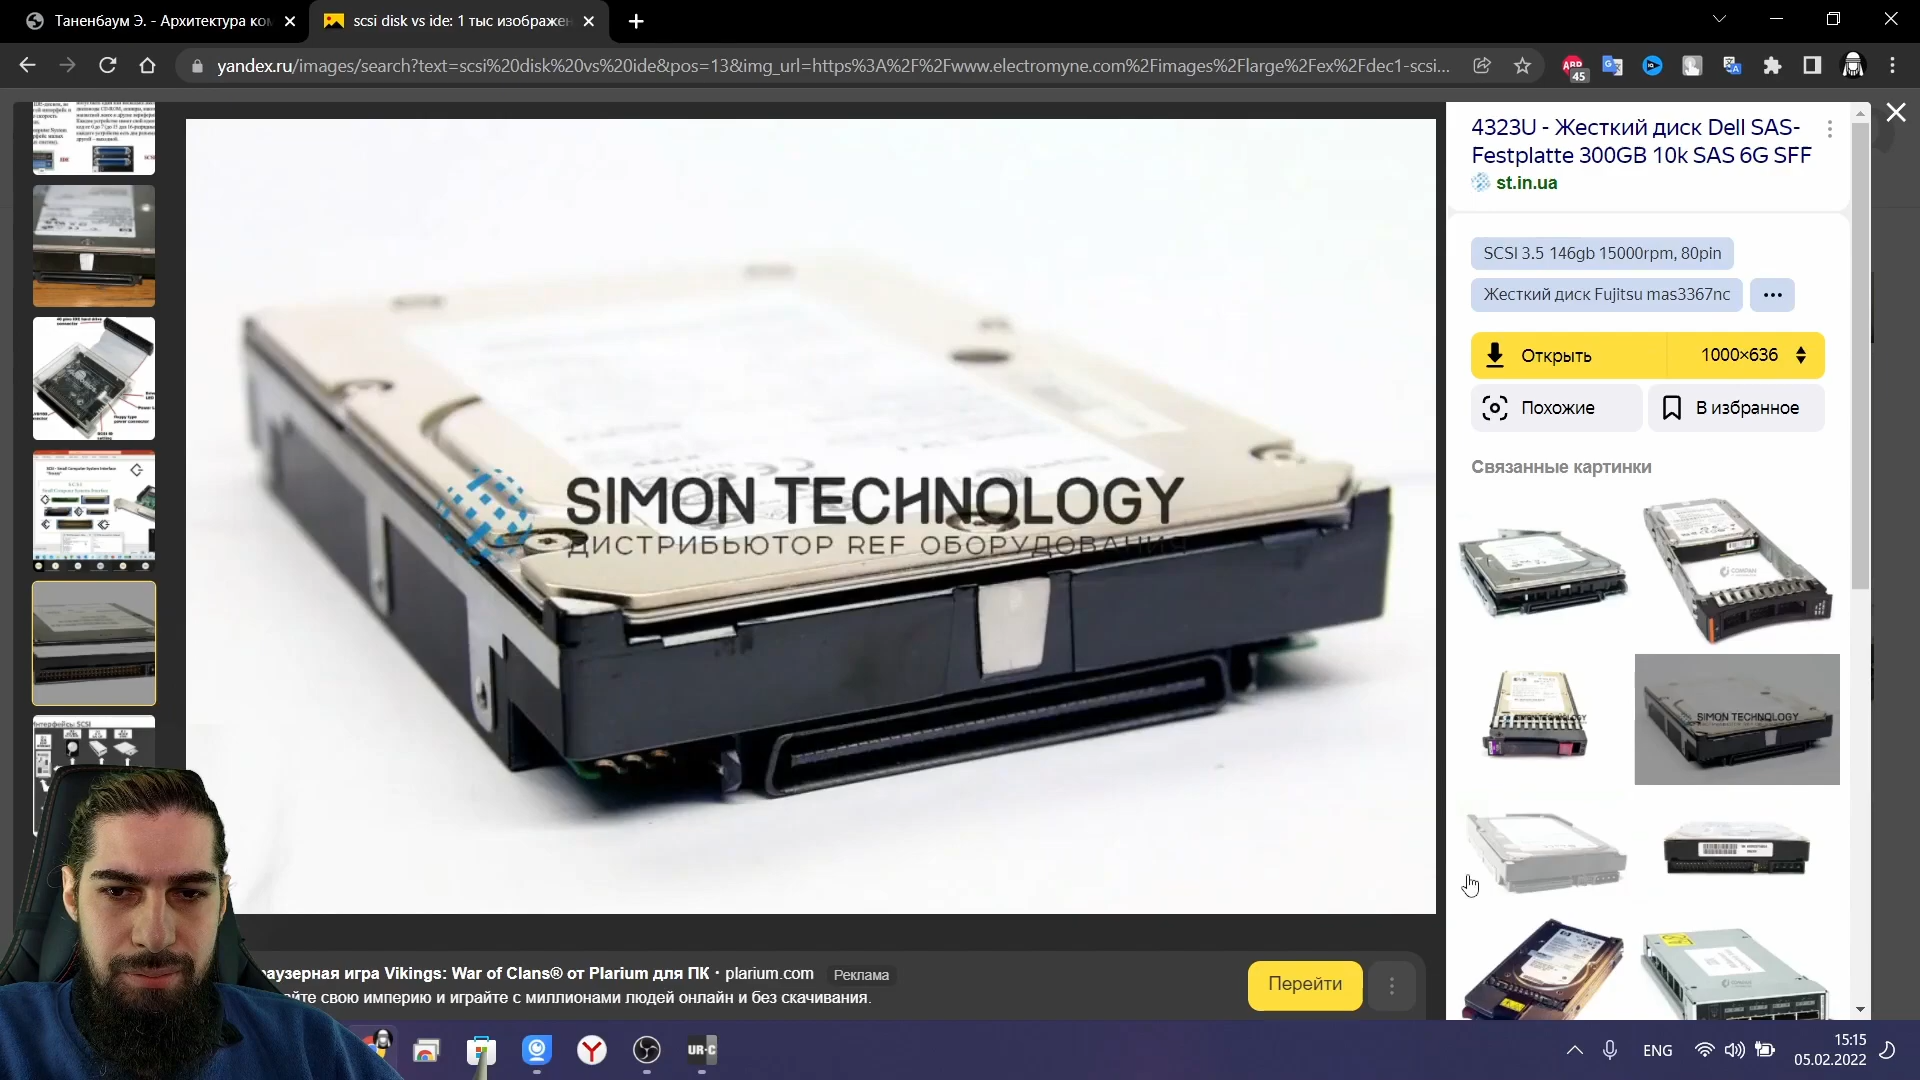 Таненбаум Э. - Архитектура ком
scsi disk vs ide: 1 тыс изображен
yandex.ru/images/search?text=scsi%20disk%20vs%20ide&pos=13&img_url=https%3A%2F%2Fwww.electromyne.com%2Fimages%2Flarge%2Fex%2Fdec1-scsi...
ABP
45
4323U - Жесткий диск Dell SAS-
Festplatte 300GB 10k SAS 6G SFF
st.in.ua
SCSI 3.5 146gb 15000rpm, 80pin
Жесткий диск Fujitsu mas3367nc
Открыть
1000×636
Похожие
В избранное
Связанные картинки
SIMON TECHNOLOGY
ДИСТРИБЬЮТОР REF ОБОРУДОВАНИЯ
SIMON TECHNOLOGY
Интерфейсы SCSI
раузерная игра Vikings: War of Clans® от Plarium для ПК · plarium.com
Реклама
йте свою империю и играйте с миллионами людей онлайн и без скачивания.
Перейти
UR-C
ENG
15:15
05.02.2022